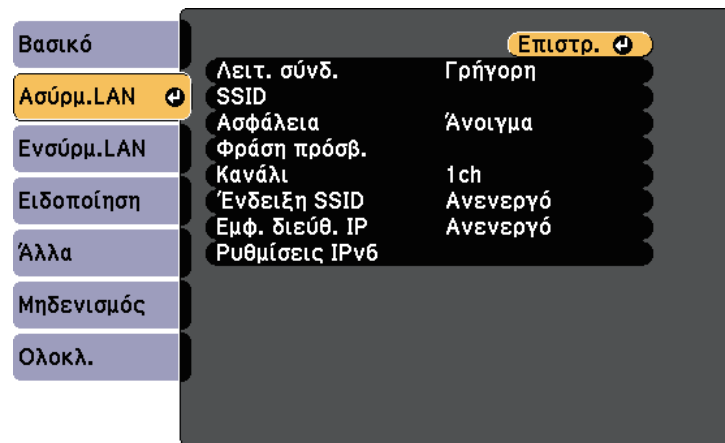 Βασικό
Ασύρμ.LAN
Ενσύρμ.LAN
Ειδοποίηση
Άλλα
Μηδενισμός
Ολοκλ.
Επιστρ.
Λειτ. σύνδ. Γρήγορη
SSID
Ασφάλεια Άνοιγμα
Φράση πρόσβ.
Κανάλι 1ch
Ένδειξη SSID Ανενεργό
Εμφ. διεύθ. IP Ανενεργό
Ρυθμίσεις IPv6